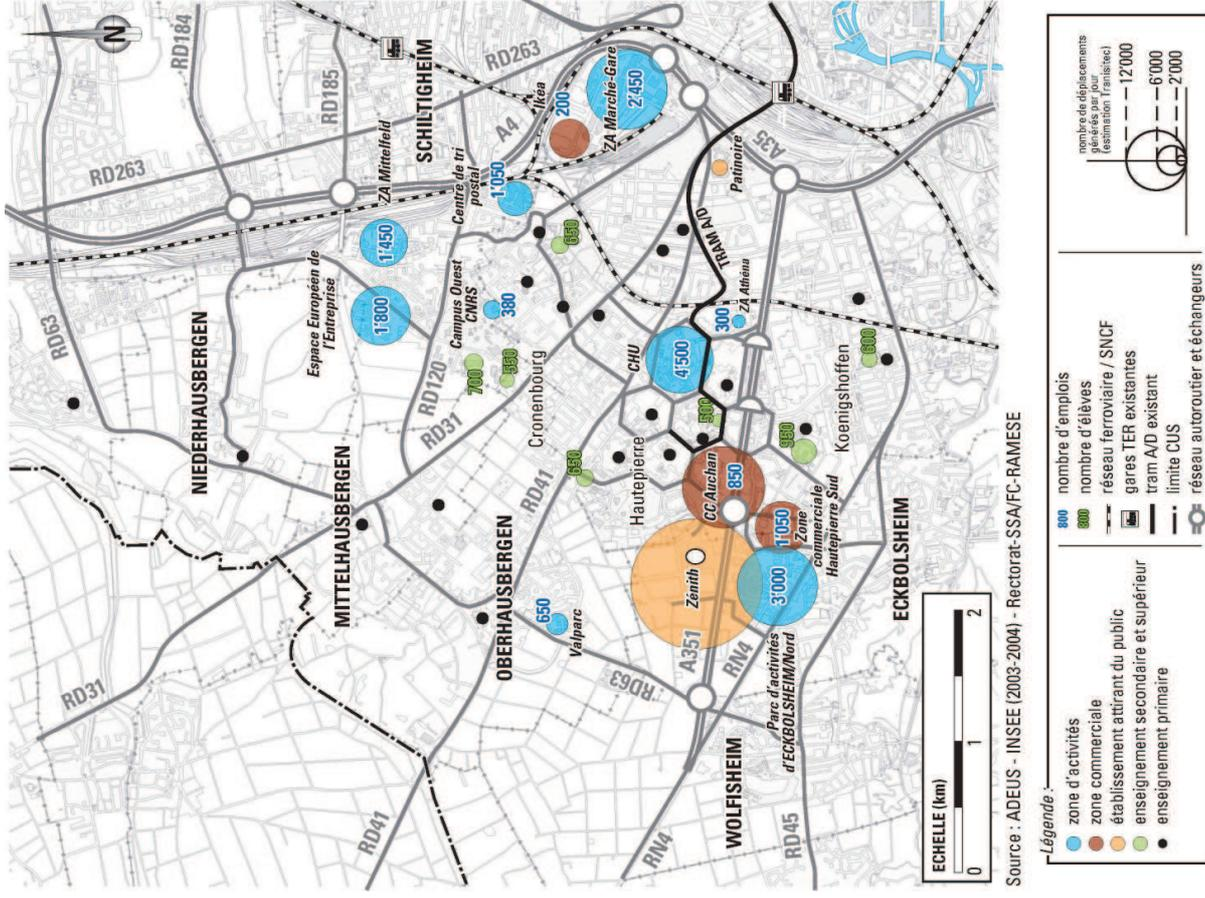 N
RD184
RD263
RD63
RD185
SCHILTIGHEIM
RD263
Ikea
200
A4
ZA Marché-Gare
2'450
ZA Mittelfeld
1'450
Centre de tri
postal
1'050
650
Patinoire
A35
Espace Européen de
l'Entreprise
1'800
Campus Ouest
CNRS
380
TRAM A/D
ZA Athéna
300
NIEDERHAUSBERGEN
RD120
700
550
CHU
4'500
600
Koenigshoffen
RD31
Cronenbourg
500
950
MITTELHAUSBERGEN
RD41
650
Hautepierre
CC Auchan
850
1'050
Zone
commerciale
Hautepierre Sud
OBERHAUSBERGEN
Zénith
3'000
ECKBOLSHEIM
650
Valparc
A351
RN4
RD63
Parc d'activités
d'ECKBOLSHEIM/Nord
RD31
WOLFISHEIM
RD41
RN4
RD45
ECHELLE (km)
0
1
2
Source : ADEUS - INSEE (2003-2004) - Rectorat-SSA/FC-RAMESE
Légende :
zone d'activités
zone commerciale
établissement attirant du public
enseignement secondaire et supérieur
enseignement primaire
800
nombre d'emplois
800
nombre d'élèves
réseau ferroviaire / SNCF
gares TER existantes
tram A/D existant
limite CUS
réseau autoroutier et échangeurs
nombre de déplacements
générés par jour
(estimation Tranisitec)
12'000
6'000
2'000